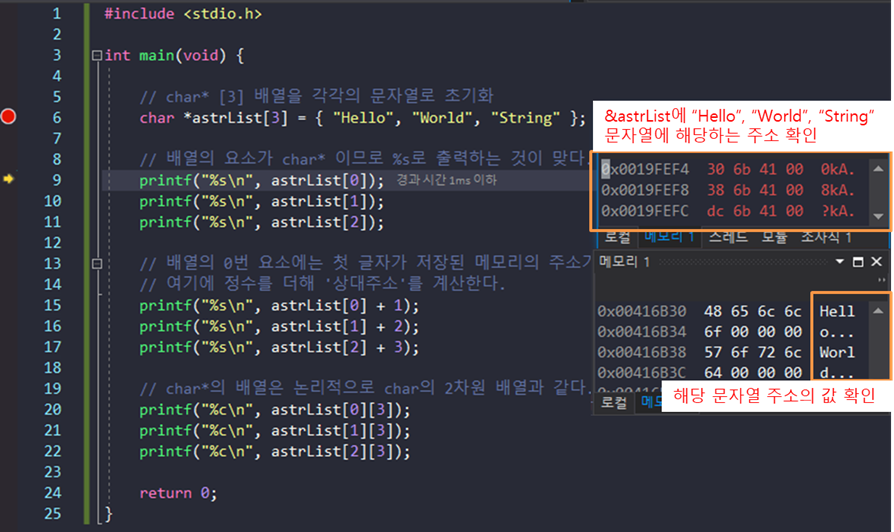 1 #include <stdio.h>
2
3 int main(void) {
4
5 // char* [3] 배열을 각각의 문자열로 초기화
6 char *astrList[3] = { "Hello", "World", "String" };
7
8 // 배열의 요소가 char* 이므로 %s로 출력하는 것이 맞다.
9 printf("%s\n", astrList[0]); 경과 시간 1ms 이하
10 printf("%s\n", astrList[1]);
11 printf("%s\n", astrList[2]);
12
13 // 배열의 0번 요소에는 첫 글자가 저장된 메모리의 주소가
14 // 여기에 정수를 더해 '상대주소'를 계산한다.
15 printf("%s\n", astrList[0] + 1);
16 printf("%s\n", astrList[1] + 2);
17 printf("%s\n", astrList[2] + 3);
18
19 // char*의 배열은 논리적으로 char의 2차원 배열과 같다.
20 printf("%c\n", astrList[0][3]);
21 printf("%c\n", astrList[1][3]);
22 printf("%c\n", astrList[2][3]);
23
24 return 0;
25 }
&astrList에 “Hello”, “World”, “String”
문자열에 해당하는 주소 확인
0x0019FEF4 30 6b 41 00 0kA.
0x0019FEF8 38 6b 41 00 8kA.
0x0019FEFC dc 6b 41 00 ?kA.
로컬 메모리 1 스레드 모듈 조사식 1
메모리 1
0x00416B30 48 65 6c 6c Hell
0x00416B34 6f 00 00 00 o...
0x00416B38 57 6f 72 6c Worl
0x00416B3C 64 00 00 00 d...
해당 문자열 주소의 값 확인
로컬